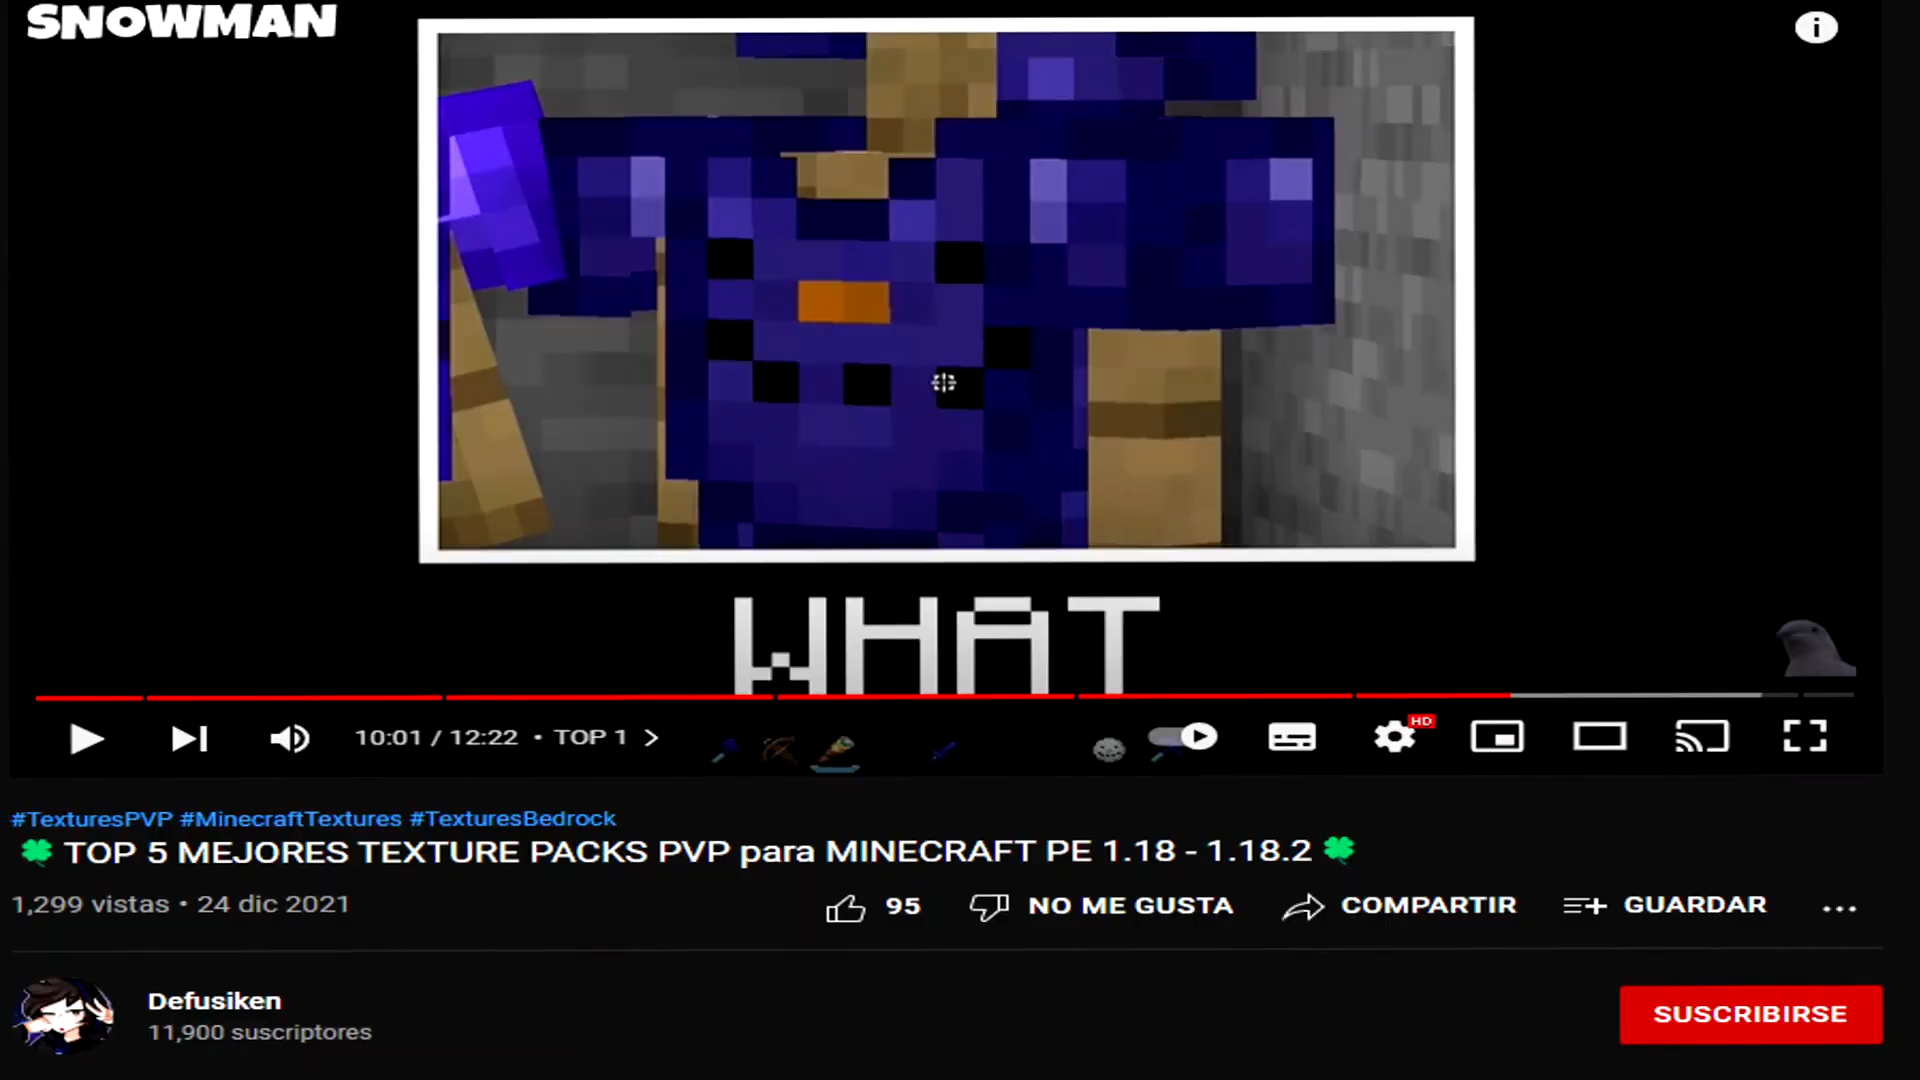 SNOWMAN
WHAT
10:01 / 12:22 • TOP 1
HD
#TexturesPVP #MinecraftTextures #TexturesBedrock
TOP 5 MEJORES TEXTURE PACKS PVP para MINECRAFT PE 1.18 - 1.18.2
1,299 vistas • 24 dic 2021
95 NO ME GUSTA COMPARTIR GUARDAR
Defusiken
11,900 suscriptores
SUSCRIBIRSE